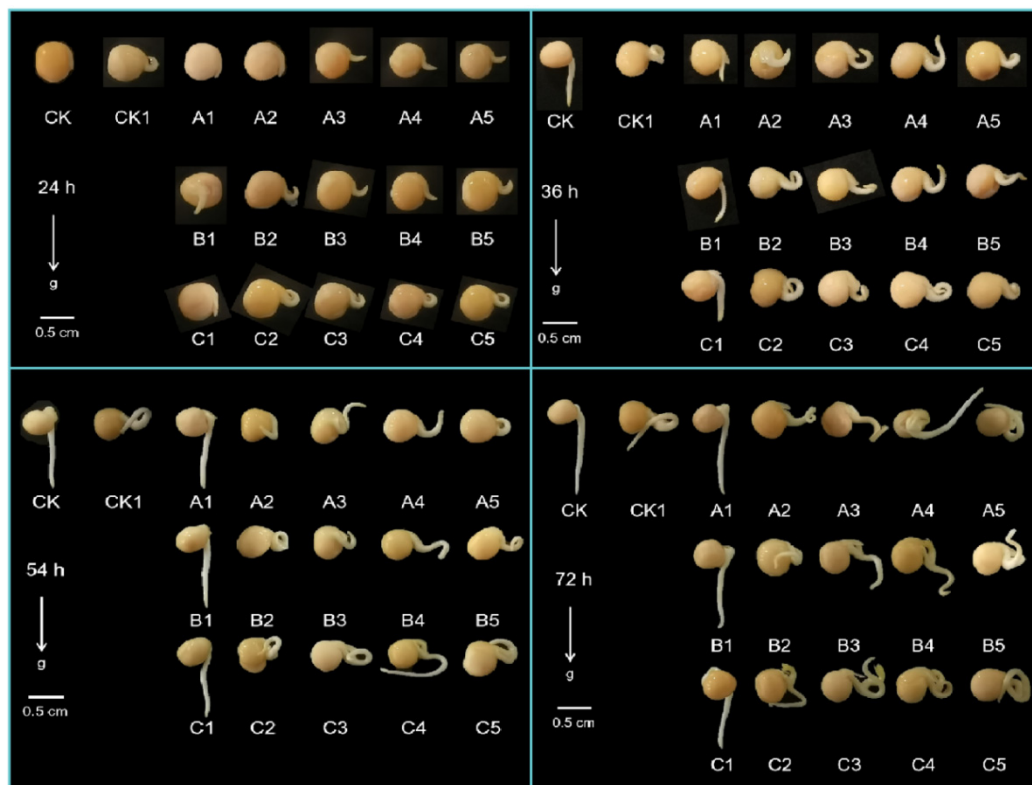 CK CK1 A1 A2 A3 A4 A5
24 h
B1 B2 B3 B4 B5
g
0.5 cm
C1 C2 C3 C4 C5
CK CK1 A1 A2 A3 A4 A5
36 h
B1 B2 B3 B4 B5
g
0.5 cm
C1 C2 C3 C4 C5
CK CK1 A1 A2 A3 A4 A5
54 h
B1 B2 B3 B4 B5
g
0.5 cm
C1 C2 C3 C4 C5
CK CK1 A1 A2 A3 A4 A5
72 h
B1 B2 B3 B4 B5
g
0.5 cm
C1 C2 C3 C4 C5